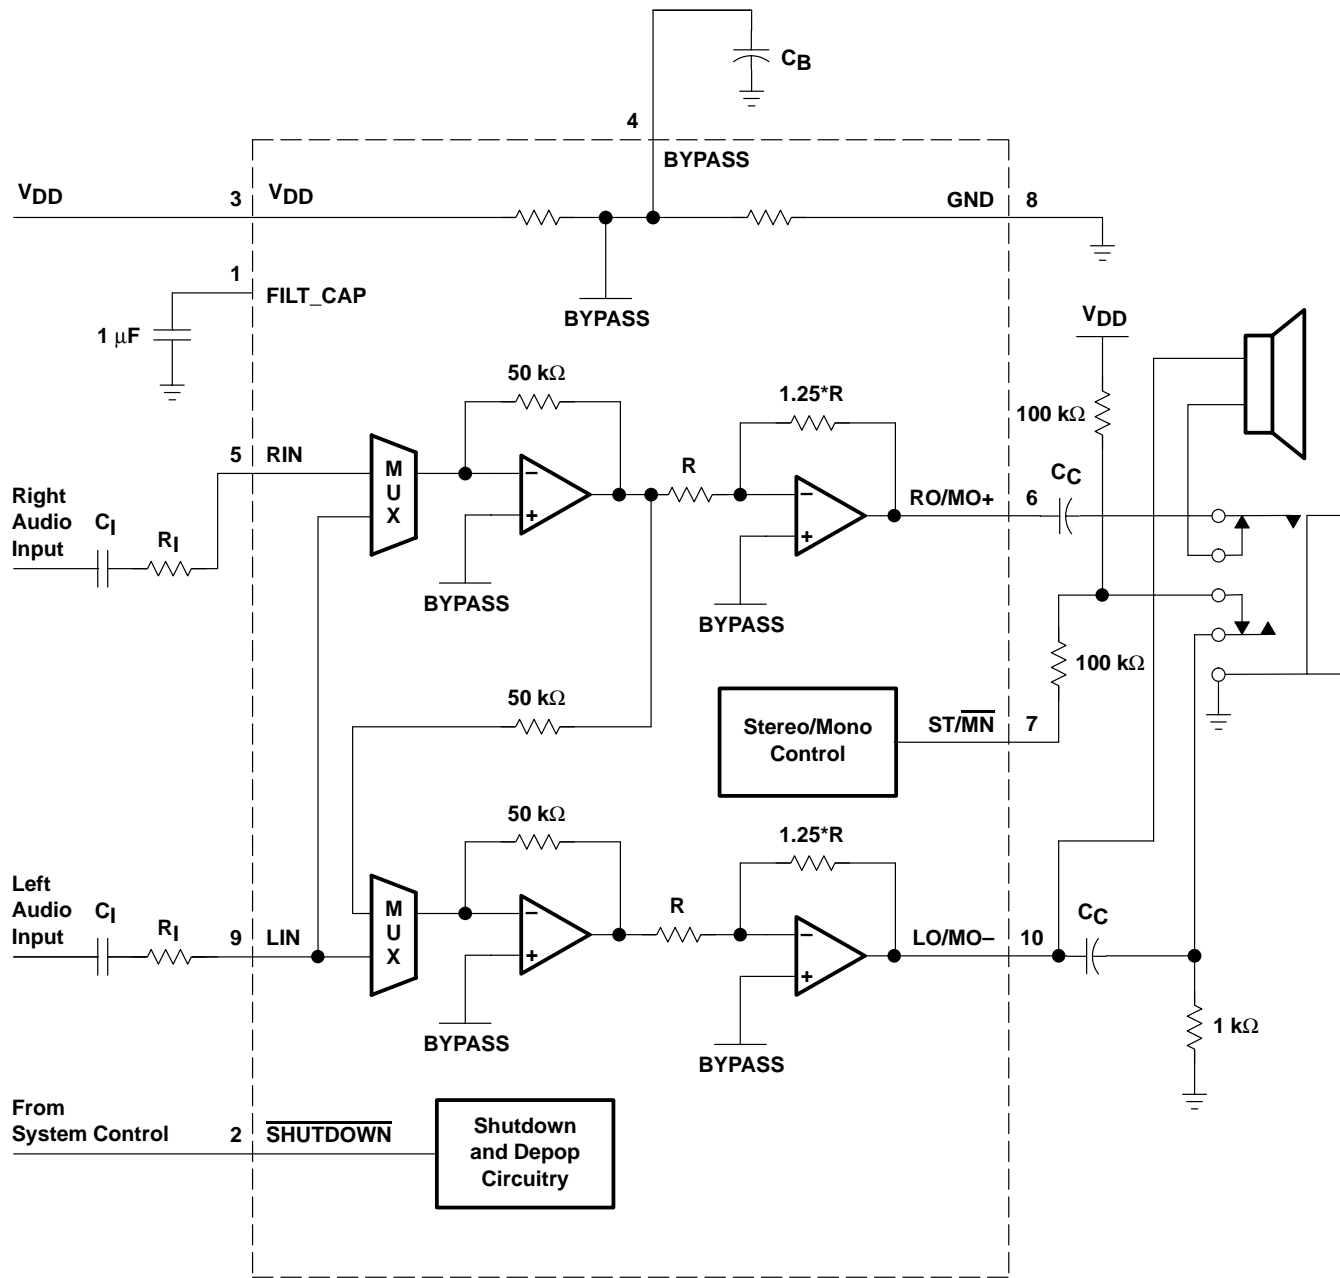 CB
4
BYPASS
VDD
3
VDD
GND
8
1
FILT_CAP
BYPASS
1 μF
VDD
50 kΩ
1.25*R
100 kΩ
5
RIN
M
U
X
R
CC
Right
Audio
Input
CI
RI
−
+
−
+
RO/MO+
6
BYPASS
BYPASS
100 kΩ
50 kΩ
Stereo/Mono
Control
ST/MN
7
50 kΩ
1.25*R
Left
Audio
Input
CI
RI
9
LIN
M
U
X
−
+
R
−
+
LO/MO–
10
CC
BYPASS
BYPASS
1 kΩ
From
System Control
2
SHUTDOWN
Shutdown
and Depop
Circuitry